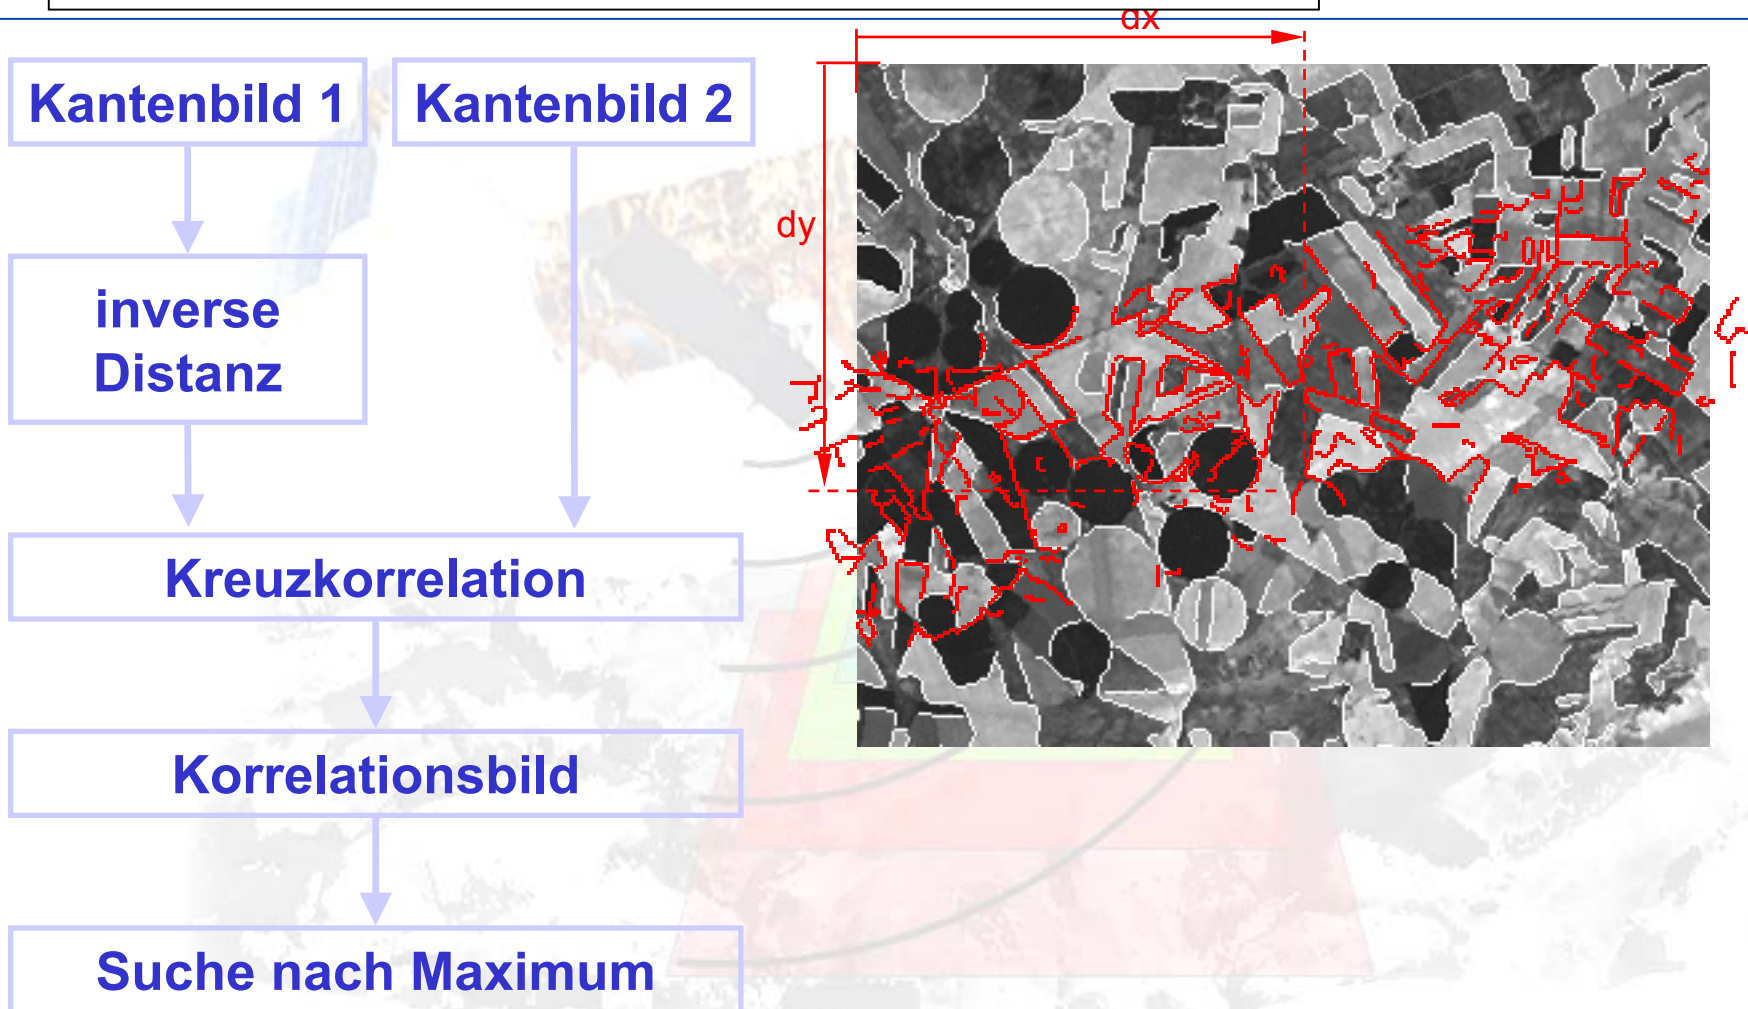 dx
Kantenbild 1
Kantenbild 2
dy
inverse
Distanz
Kreuzkorrelation
Korrelationsbild
Suche nach Maximum